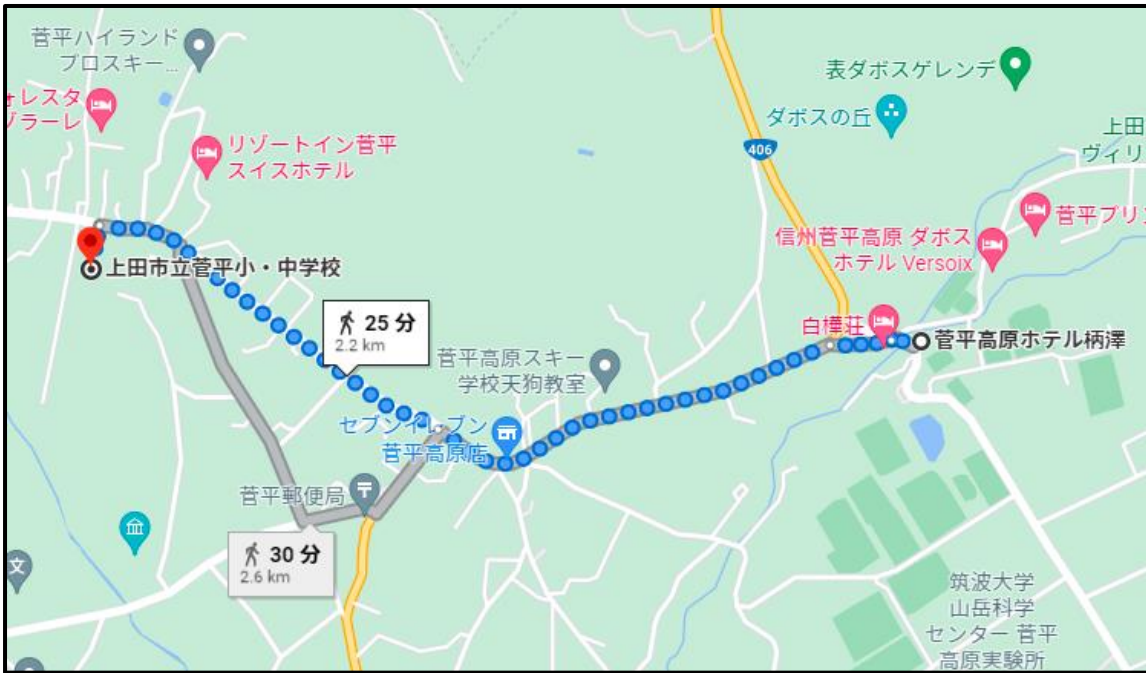 菅平ハイランド
プロスキー...
ォレスタ
ブラーレ
リゾートイン菅平
スイスホテル
上田市立菅平小・中学校
25 分
2.2 km
菅平高原スキー
学校天狗教室
セブンイレブン
菅平高原店
菅平郵便局
30 分
2.6 km
文
406
表ダボスゲレンデ
ダボスの丘
上田
ヴィリ
菅平プリン
信州菅平高原 ダボス
ホテル Versoix
白樺荘
菅平高原ホテル柄澤
筑波大学
山岳科学
センター 菅平
高原実験所